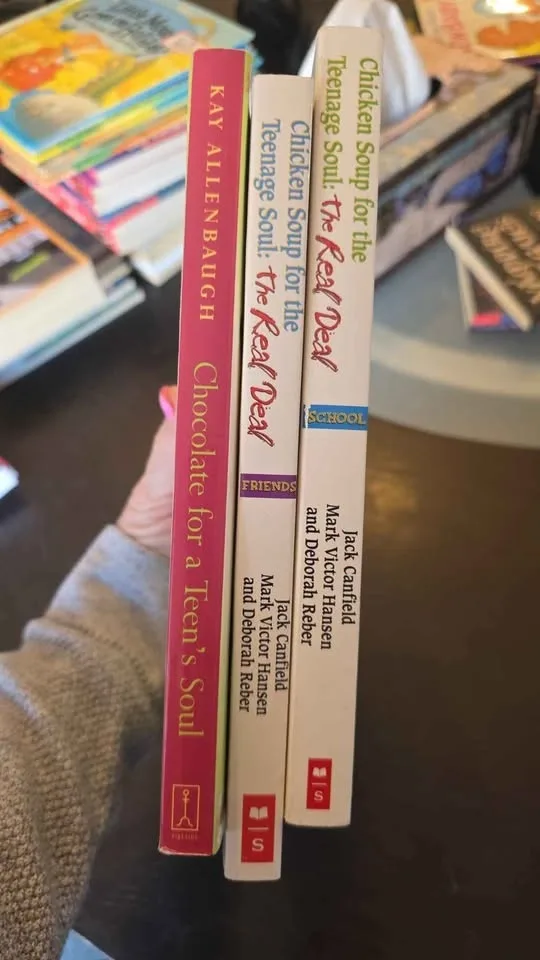 KAY ALLENBAUGH Chocolate for a Teen's Soul
Chicken Soup for the
Teenage Soul: the Real Deal
FRIENDS
Jack Canfield
Mark Victor Hansen
and Deborah Reber
S
Chicken Soup for the
Teenage Soul: the Real Deal
SCHOOL
Jack Canfield
Mark Victor Hansen
and Deborah Reber
S